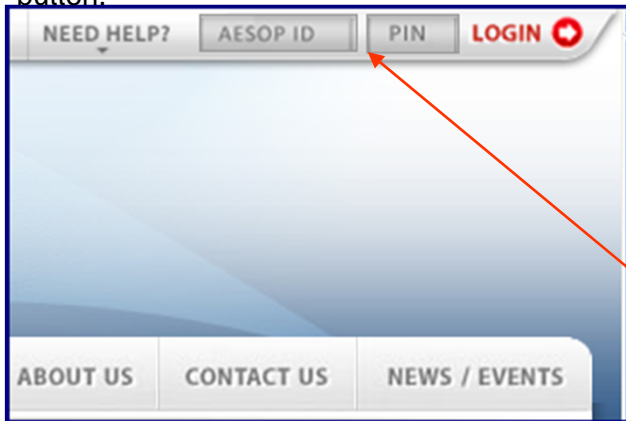 button.
NEED HELP? AESOP ID PIN LOGIN
ABOUT US CONTACT US NEWS / EVENTS